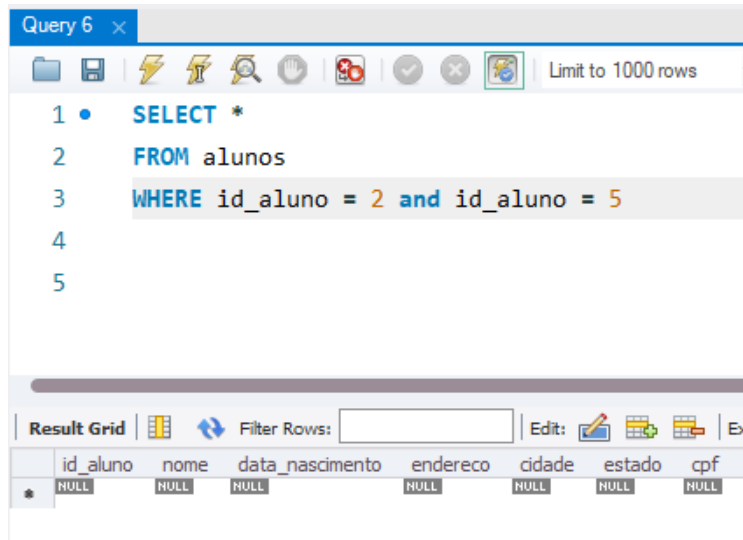 Query 6
Limit to 1000 rows
1 SELECT *
2 FROM alunos
3 WHERE id_aluno = 2 and id_aluno = 5
4
5
Result Grid Filter Rows: Edit: Ex
id_aluno nome data_nascimento endereco cidade estado cpf
* NULL NULL NULL NULL NULL NULL NULL